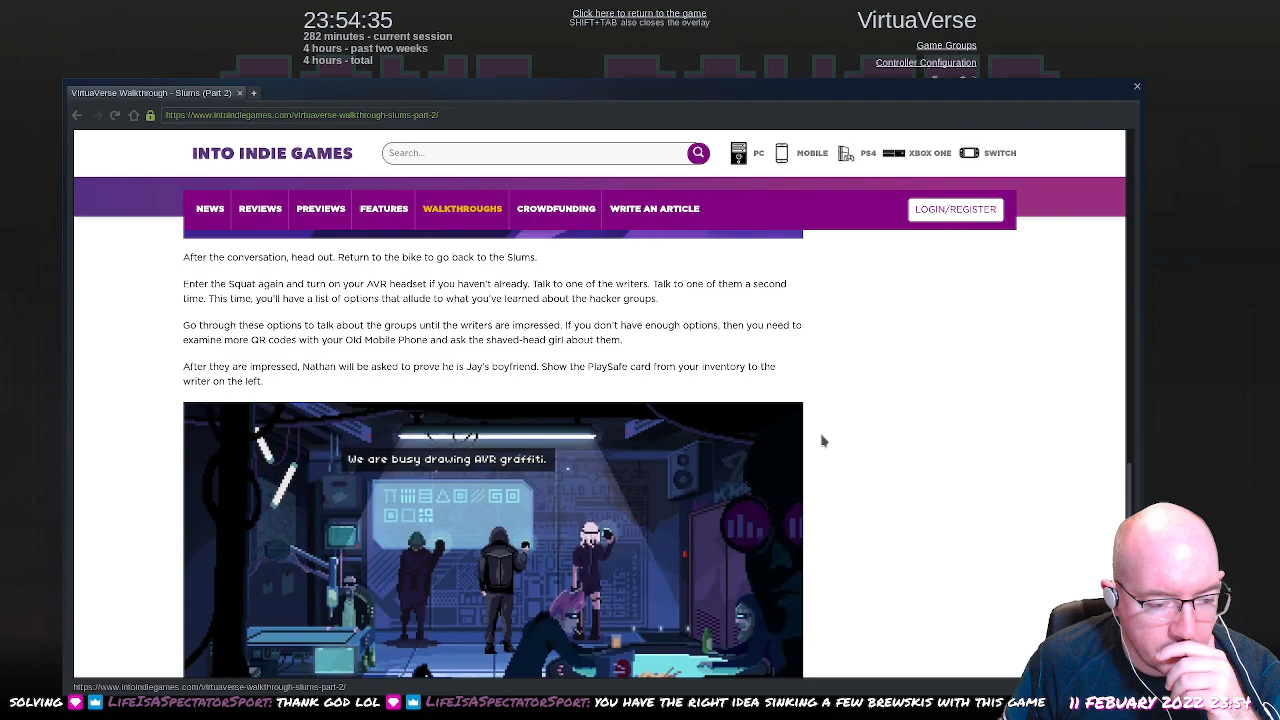 23:54:35
282 minutes - current session
4 hours - past two weeks
4 hours - total
Click here to return to the game
SHIFT+TAB also closes the overlay
VirtuaVerse
Game Groups
Controller Configuration
VirtuaVerse Walkthrough - Slums (Part 2)
https://www.intoindiegames.com/virtuaverse-walkthrough-slums-part-2/
INTO INDIE GAMES
Search...
PC
MOBILE
PS4
XBOX ONE
SWITCH
NEWS
REVIEWS
PREVIEWS
FEATURES
WALKTHROUGHS
CROWDFUNDING
WRITE AN ARTICLE
LOGIN/REGISTER
After the conversation, head out. Return to the bike to go back to the Slums.
Enter the Squat again and turn on your AVR headset if you haven't already. Talk to one of the writers. Talk to one of them a second
time. This time, you'll have a list of options that allude to what you've learned about the hacker groups.
Go through these options to talk about the groups until the writers are impressed. If you don't have enough options, then you need to
examine more QR codes with your Old Mobile Phone and ask the shaved-head girl about them.
After they are impressed, Nathan will be asked to prove he is Jay's boyfriend. Show the PlaySafe card from your inventory to the
writer on the left.
We are busy drawing AVR graffiti.
https://www.intoindiegames.com/virtuaverse-walkthrough-slums-part-2/
SOLVING LIFEISASPECTATORSPORT: THANK GOD LOL LIFEISASPECTATORSPORT: YOU HAVE THE RIGHT IDEA SINKING A FEW BREWSKIS WITH THIS GAME
11 FEBUARY 2022 23:54